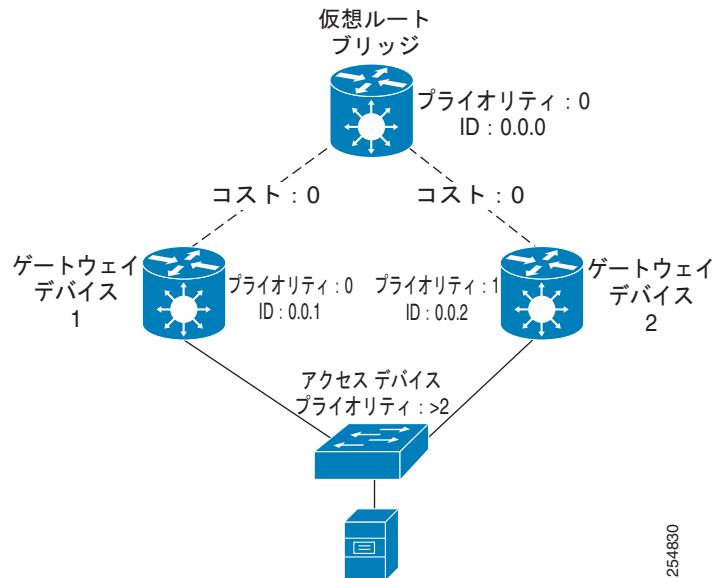 仮想ルート
ブリッジ
プライオリティ：0
ID：0.0.0
コスト：0
コスト：0
ゲートウェイ
デバイス
1
プライオリティ：0
ID：0.0.1
プライオリティ：1
ID：0.0.2
ゲートウェイ
デバイス
2
アクセス デバイス
プライオリティ：>2
254830